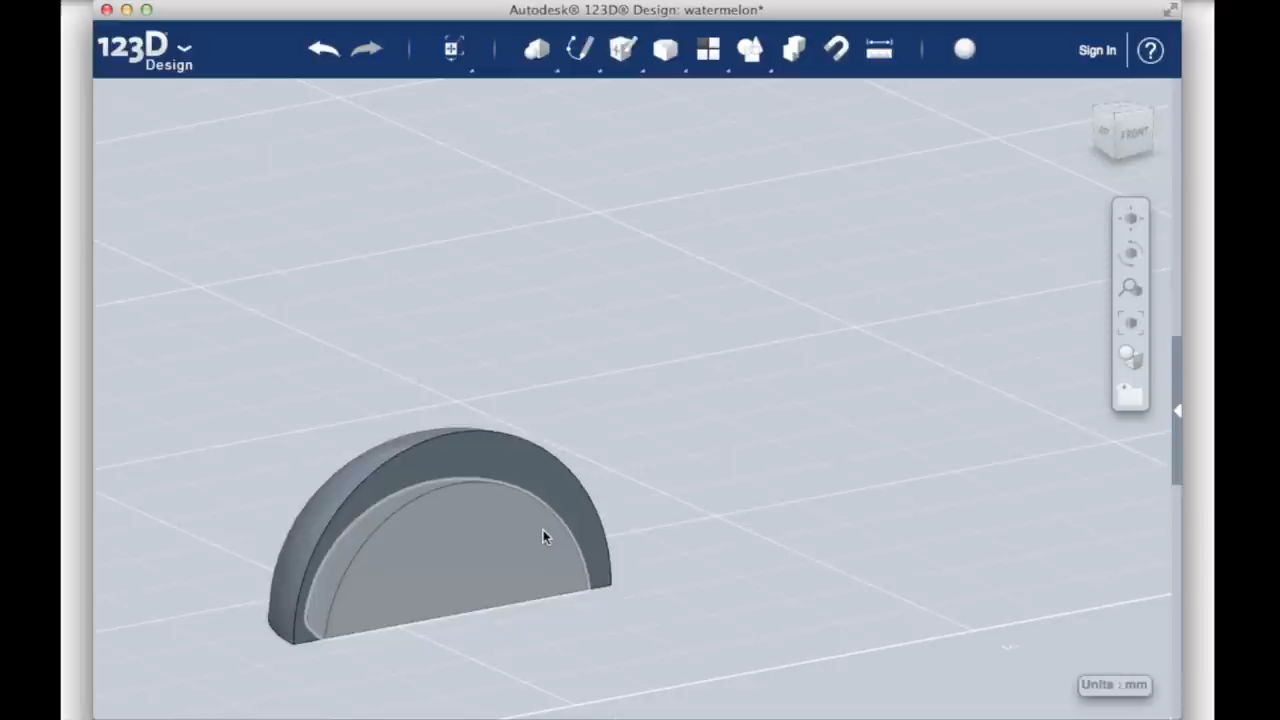 Autodesk® 123D® Design: watermelon*
123D
Design
Sign In
?
FRONT
Units : mm